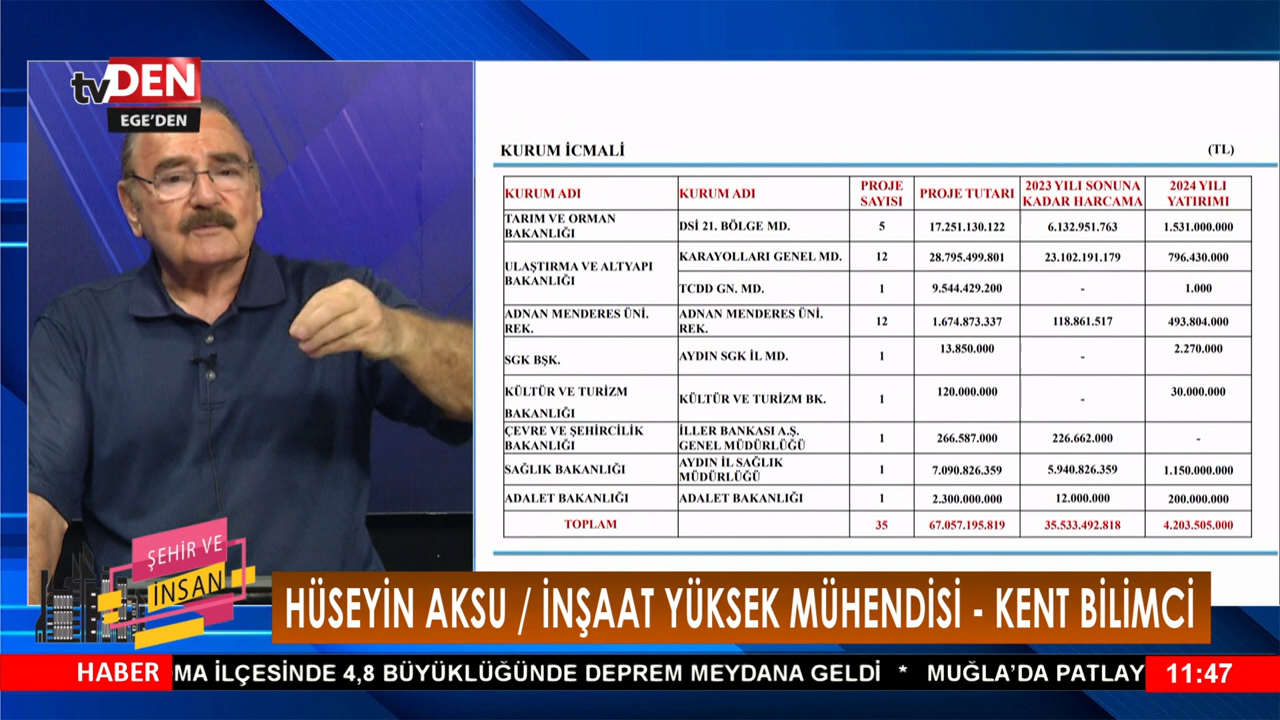 tvDEN
EGE'DEN
KURUM İCMALİ (TL)
KURUM ADI KURUM ADI PROJE SAYISI PROJE TUTARI 2023 YILI SONUNA KADAR HARCAMA 2024 YILI YATIRIMI
TARIM VE ORMAN BAKANLIĞI DSİ 21. BÖLGE MD. 5 17.251.130.122 6.132.951.763 1.531.000.000
ULAŞTIRMA VE ALTYAPI BAKANLIĞI KARAYOLLARI GENEL MD. 12 28.795.499.801 23.102.191.179 796.430.000
TCDD GN. MD. 1 9.544.429.200 - 1.000
ADNAN MENDERES ÜNİ. REK. ADNAN MENDERES ÜNİ. REK. 12 1.674.873.337 118.861.517 493.804.000
SGK BŞK. AYDIN SGK İL MD. 1 13.850.000 - 2.270.000
KÜLTÜR VE TURİZM BAKANLIĞI KÜLTÜR VE TURİZM BK. 1 120.000.000 - 30.000.000
ÇEVRE VE ŞEHİRCİLİK BAKANLIĞI İLLER BANKASI A.Ş. GENEL MÜDÜRLÜĞÜ 1 266.587.000 226.662.000 -
SAĞLIK BAKANLIĞI AYDIN İL SAĞLIK MÜDÜRLÜĞÜ 1 7.090.826.359 5.940.826.359 1.150.000.000
ADALET BAKANLIĞI ADALET BAKANLIĞI 1 2.300.000.000 12.000.000 200.000.000
TOPLAM 35 67.057.195.819 35.533.492.818 4.203.505.000
ŞEHİR VE
İNSAN
HÜSEYİN AKSU / İNŞAAT YÜKSEK MÜHENDİSİ - KENT BİLİMCİ
HABER MA İLÇESİNDE 4,8 BÜYÜKLÜĞÜNDE DEPREM MEYDANA GELDİ * MUĞLA'DA PATLAY 11:47